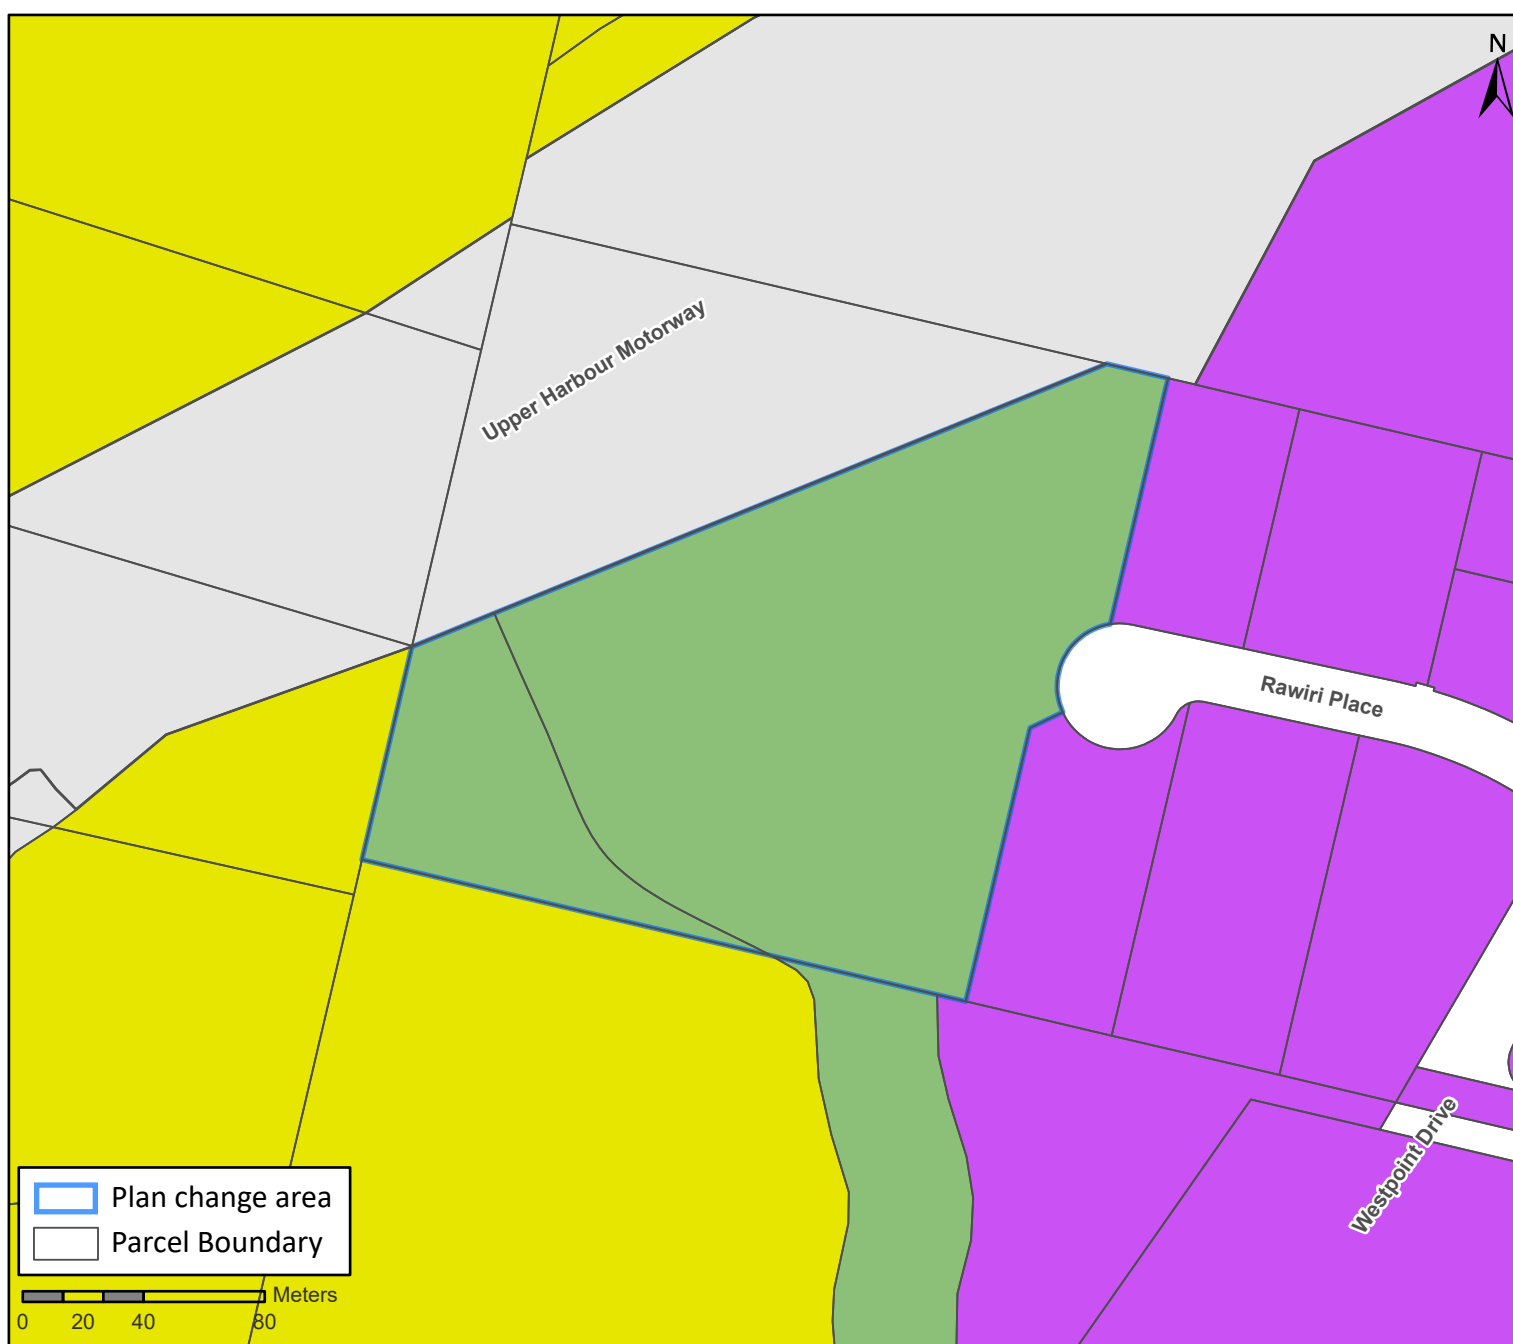 N
Upper Harbour Motorway
Rawiri Place
Westpoint Drive
Plan change area
Parcel Boundary
Meters
0 20 40 80